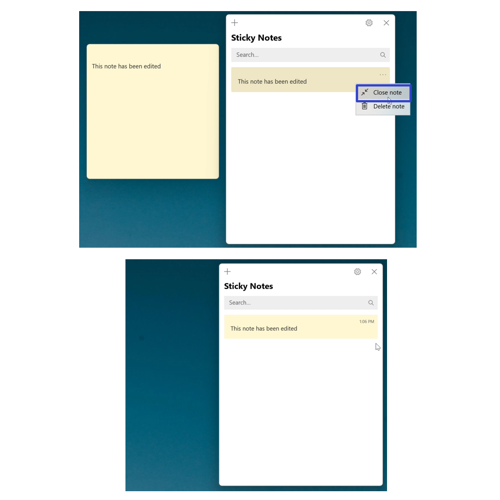 Sticky Notes
Search...
This note has been edited
This note has been edited
Close note
Delete note
Sticky Notes
Search...
1:05 PM
This note has been edited